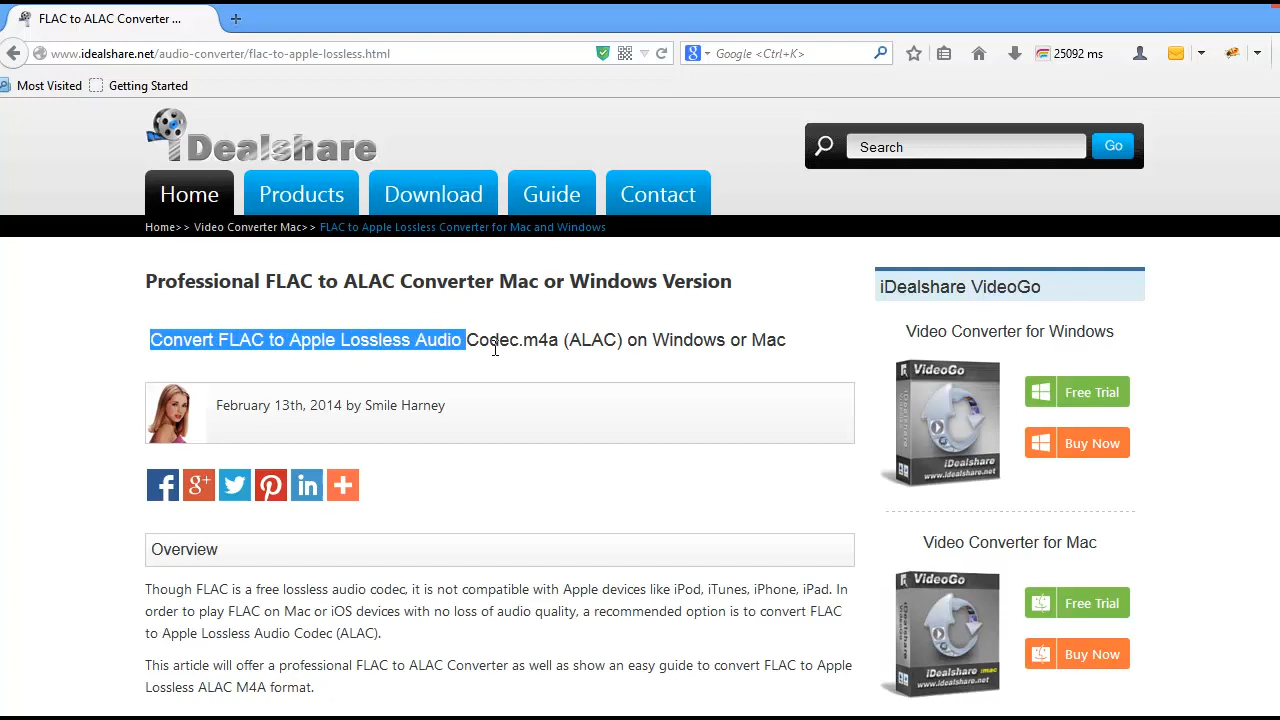 FLAC to ALAC Converter ...
www.idealshare.net/audio-converter/flac-to-apple-lossless.html
Google <Ctrl+K>
25092 ms
Most Visited
Getting Started
iDealshare
Search
Go
Home
Products
Download
Guide
Contact
Home>> Video Converter Mac>> FLAC to Apple Lossless Converter for Mac and Windows
Professional FLAC to ALAC Converter Mac or Windows Version
Convert FLAC to Apple Lossless Audio Codec.m4a (ALAC) on Windows or Mac
February 13th, 2014 by Smile Harney
Overview
Though FLAC is a free lossless audio codec, it is not compatible with Apple devices like iPod, iTunes, iPhone, iPad. In
order to play FLAC on Mac or iOS devices with no loss of audio quality, a recommended option is to convert FLAC
to Apple Lossless Audio Codec (ALAC).
This article will offer a professional FLAC to ALAC Converter as well as show an easy guide to convert FLAC to Apple
Lossless ALAC M4A format.
iDealshare VideoGo
Video Converter for Windows
VideoGo
iDealshare
www.idealshare.net
Free Trial
Buy Now
Video Converter for Mac
VideoGo
iDealshare
www.idealshare.net
Free Trial
Buy Now